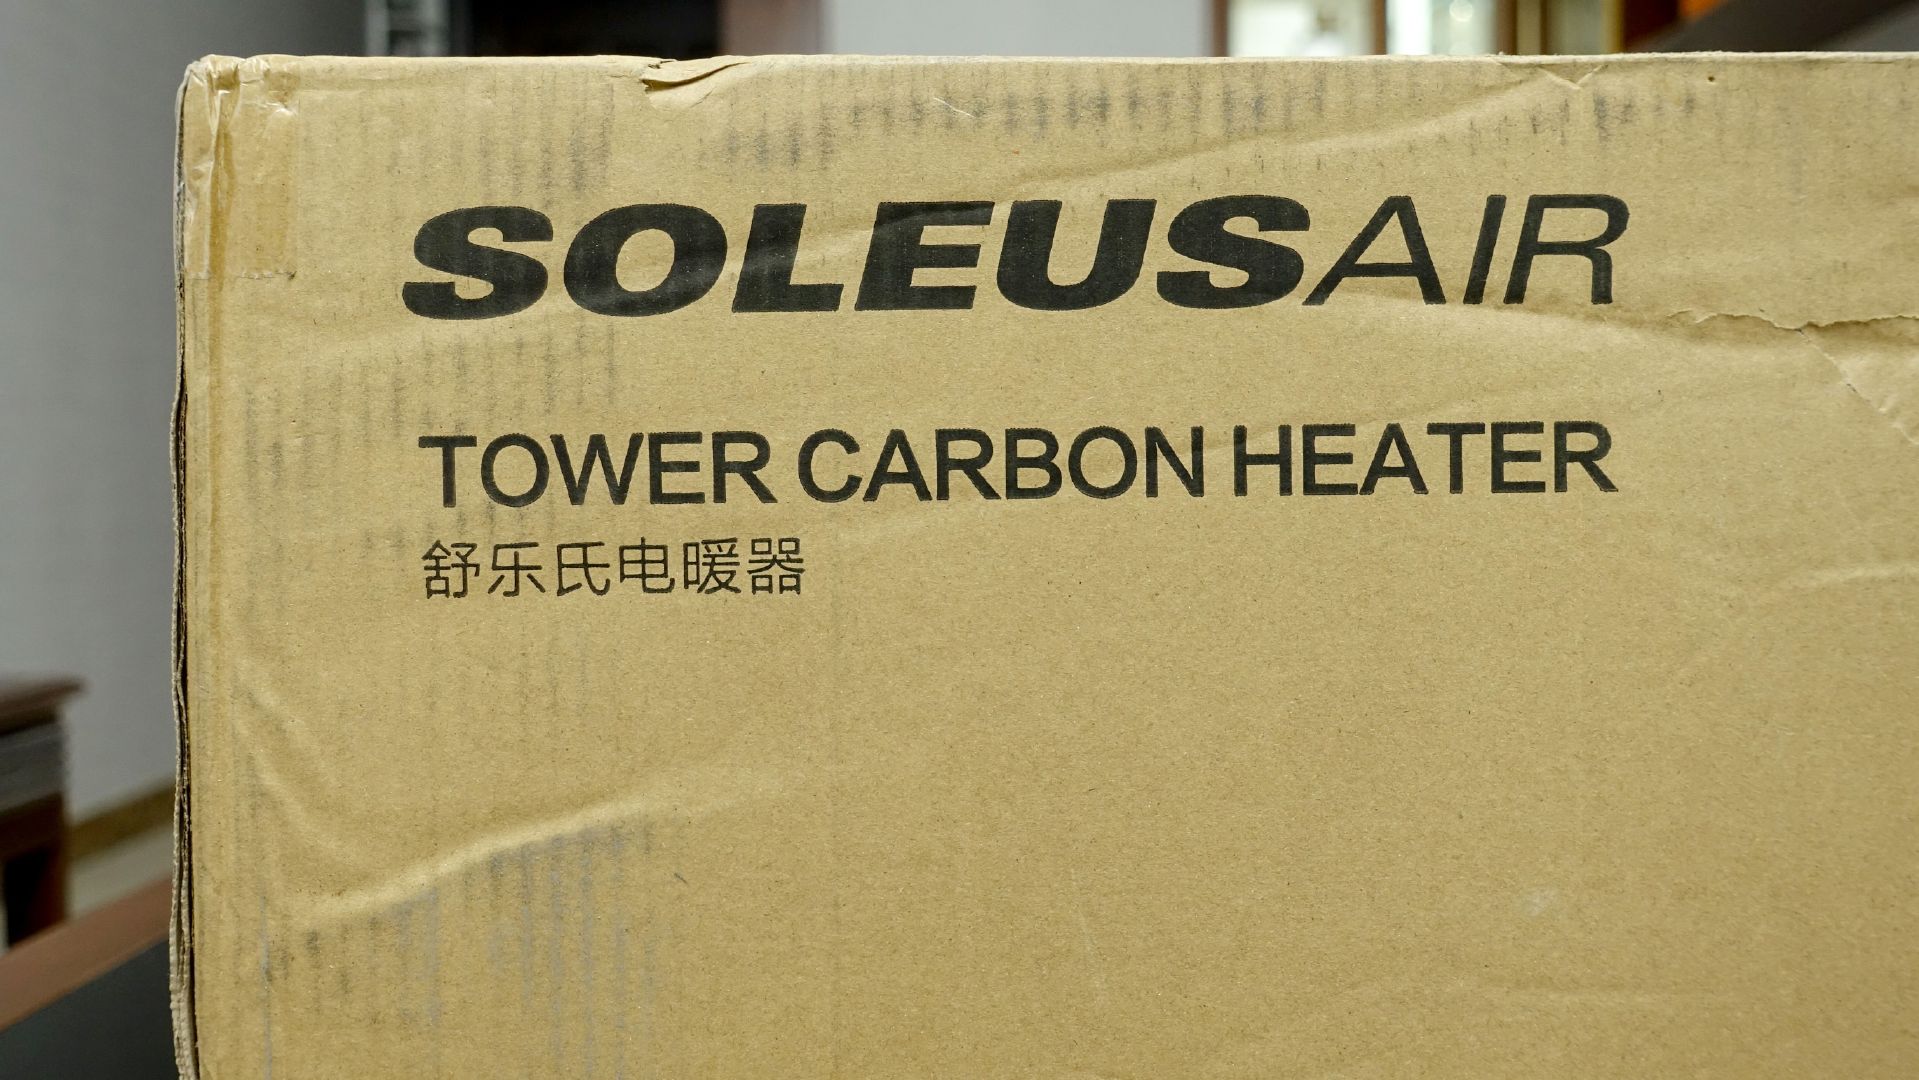 SOLEUSAIR
TOWER CARBON HEATER
舒乐氏电暖器